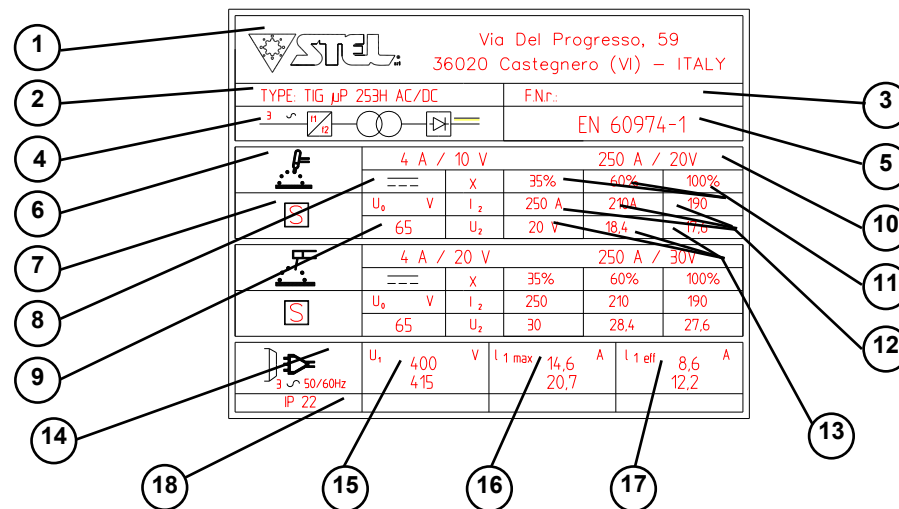 STEL srl
Via Del Progresso, 59
36020 Castegnero (VI) – ITALY
TYPE: TIG µP 253H AC/DC F.Nr.:
3 ~ f1 f2 EN 60974-1
4 A / 10 V 250 A / 20V
X 35% 60% 100%
S U₀ V I₂ 250 A 210A 190
65 U₂ 20 V 18,4 17,6
4 A / 20 V 250 A / 30V
X 35% 60% 100%
S U₀ V I₂ 250 210 190
65 U₂ 30 28,4 27,6
U₁ V I 1 max A I 1 eff A
400 14,6 8,6
3 ~ 50/60Hz 415 20,7 12,2
IP 22
1
2
3
4
5
6
7
8
9
10
11
12
13
14
15
16
17
18